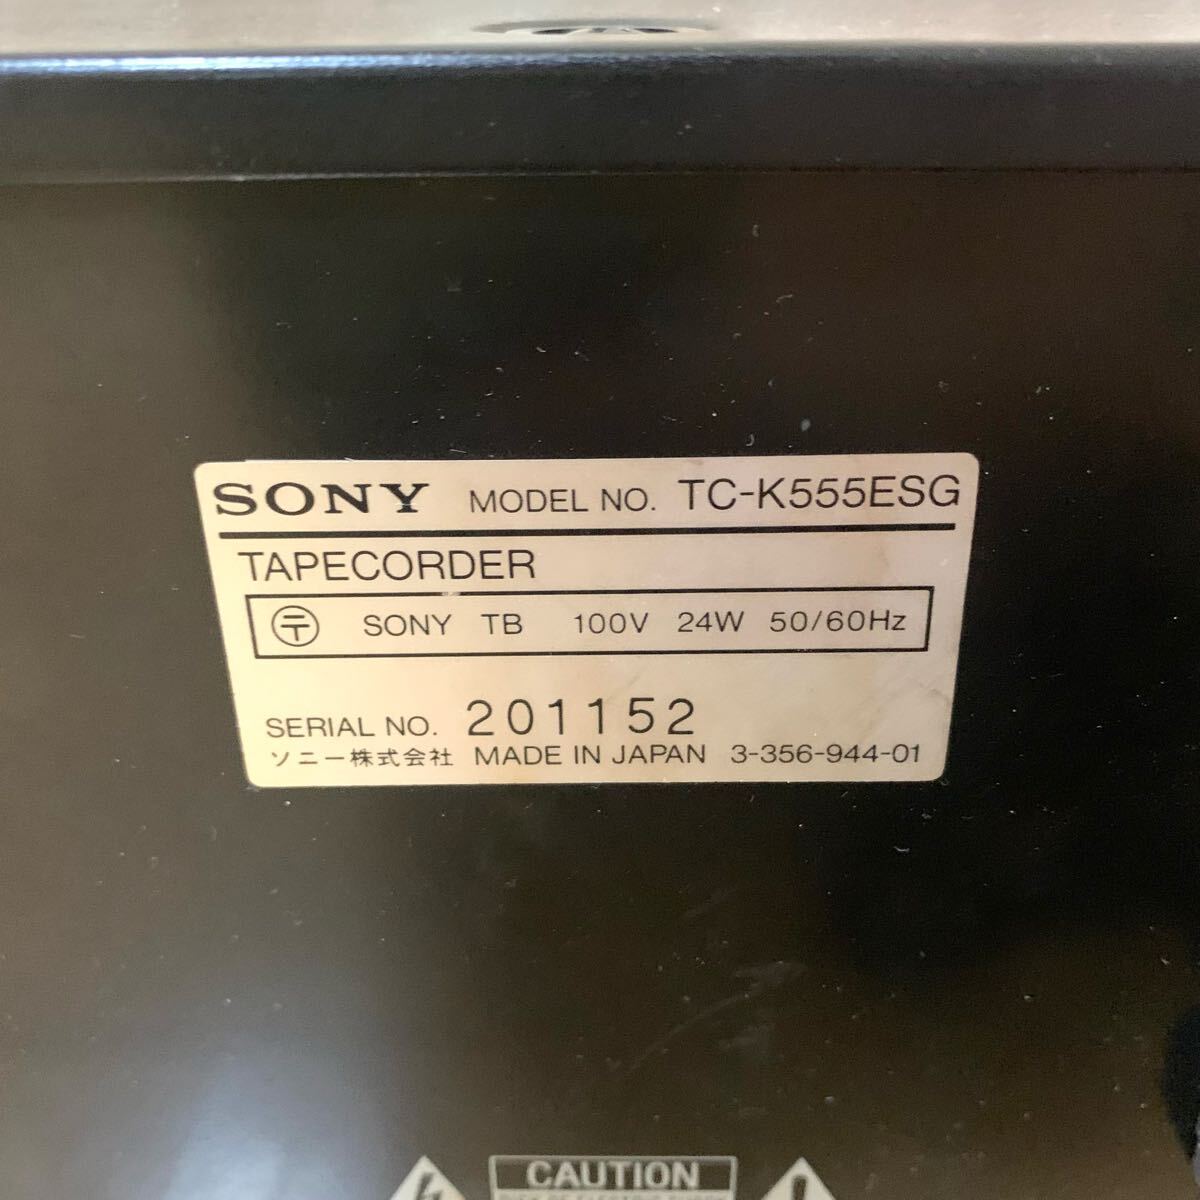 SONY MODEL NO. TC-K555ESG
TAPECORDER
〒 SONY TB 100V 24W 50/60Hz
SERIAL NO. 201152
ソニー株式会社 MADE IN JAPAN 3-356-944-01
CAUTION